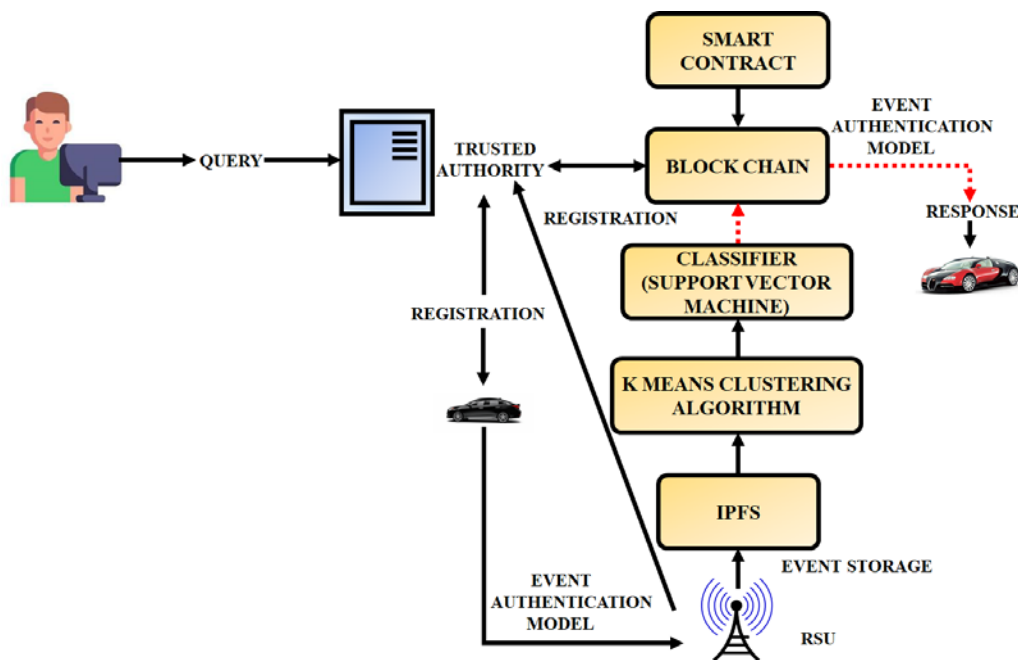 SMART
CONTRACT
EVENT
AUTHENTICATION
MODEL
QUERY
TRUSTED
AUTHORITY
BLOCK CHAIN
REGISTRATION
RESPONSE
CLASSIFIER
(SUPPORT VECTOR
MACHINE)
REGISTRATION
K MEANS CLUSTERING
ALGORITHM
IPFS
EVENT STORAGE
EVENT
AUTHENTICATION
MODEL
RSU